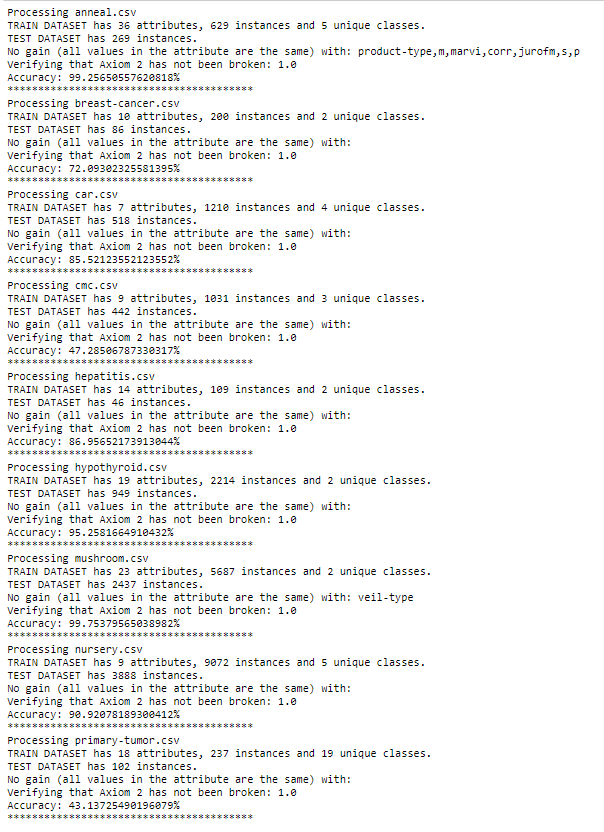 Processing anneal.csv
TRAIN DATASET has 36 attributes, 629 instances and 5 unique classes.
TEST DATASET has 269 instances.
No gain (all values in the attribute are the same) with: product-type,m,marvi,corr,jurofm,s,p
Verifying that Axiom 2 has not been broken: 1.0
Accuracy: 99.25650557620818%
*****************************************
Processing breast-cancer.csv
TRAIN DATASET has 10 attributes, 200 instances and 2 unique classes.
TEST DATASET has 86 instances.
No gain (all values in the attribute are the same) with:
Verifying that Axiom 2 has not been broken: 1.0
Accuracy: 72.09302325581395%
*****************************************
Processing car.csv
TRAIN DATASET has 7 attributes, 1210 instances and 4 unique classes.
TEST DATASET has 518 instances.
No gain (all values in the attribute are the same) with:
Verifying that Axiom 2 has not been broken: 1.0
Accuracy: 85.52123552123552%
*****************************************
Processing cmc.csv
TRAIN DATASET has 9 attributes, 1031 instances and 3 unique classes.
TEST DATASET has 442 instances.
No gain (all values in the attribute are the same) with:
Verifying that Axiom 2 has not been broken: 1.0
Accuracy: 47.28506787330317%
*****************************************
Processing hepatitis.csv
TRAIN DATASET has 14 attributes, 109 instances and 2 unique classes.
TEST DATASET has 46 instances.
No gain (all values in the attribute are the same) with:
Verifying that Axiom 2 has not been broken: 1.0
Accuracy: 86.95652173913044%
*****************************************
Processing hypothyroid.csv
TRAIN DATASET has 19 attributes, 2214 instances and 2 unique classes.
TEST DATASET has 949 instances.
No gain (all values in the attribute are the same) with:
Verifying that Axiom 2 has not been broken: 1.0
Accuracy: 95.2581664910432%
*****************************************
Processing mushroom.csv
TRAIN DATASET has 23 attributes, 5687 instances and 2 unique classes.
TEST DATASET has 2437 instances.
No gain (all values in the attribute are the same) with: veil-type
Verifying that Axiom 2 has not been broken: 1.0
Accuracy: 99.75379565038982%
*****************************************
Processing nursery.csv
TRAIN DATASET has 9 attributes, 9072 instances and 5 unique classes.
TEST DATASET has 3888 instances.
No gain (all values in the attribute are the same) with:
Verifying that Axiom 2 has not been broken: 1.0
Accuracy: 90.92078189300412%
*****************************************
Processing primary-tumor.csv
TRAIN DATASET has 18 attributes, 237 instances and 19 unique classes.
TEST DATASET has 102 instances.
No gain (all values in the attribute are the same) with:
Verifying that Axiom 2 has not been broken: 1.0
Accuracy: 43.13725490196079%
*****************************************